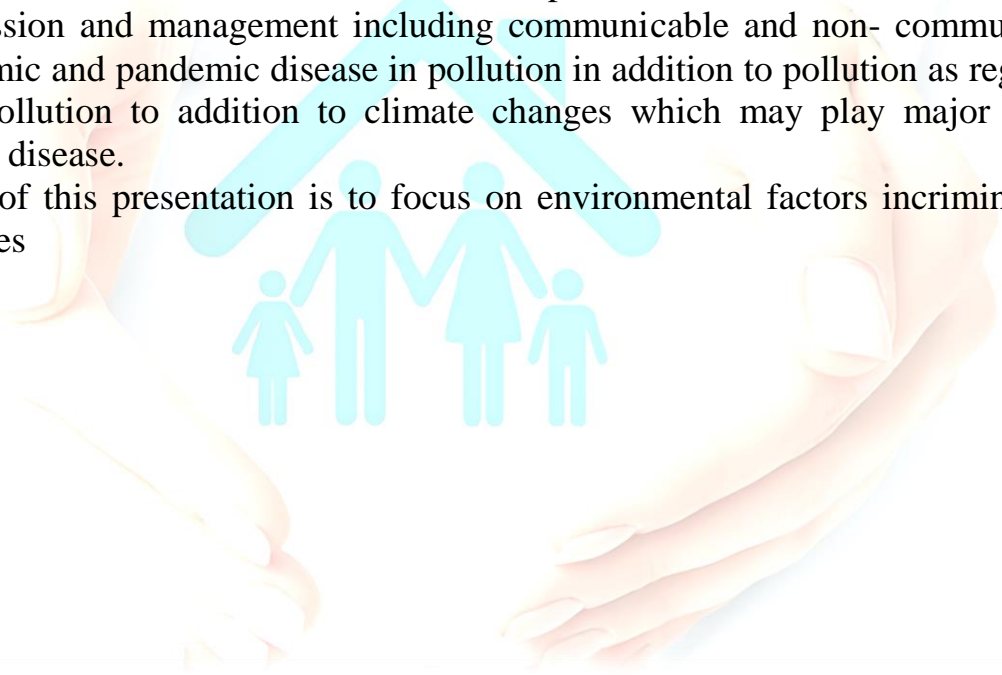 ssion and management including communicable and non- commu
mic and pandemic disease in pollution in addition to pollution as reg
ollution to addition to climate changes which may play major
disease.
of this presentation is to focus on environmental factors incrimin
es